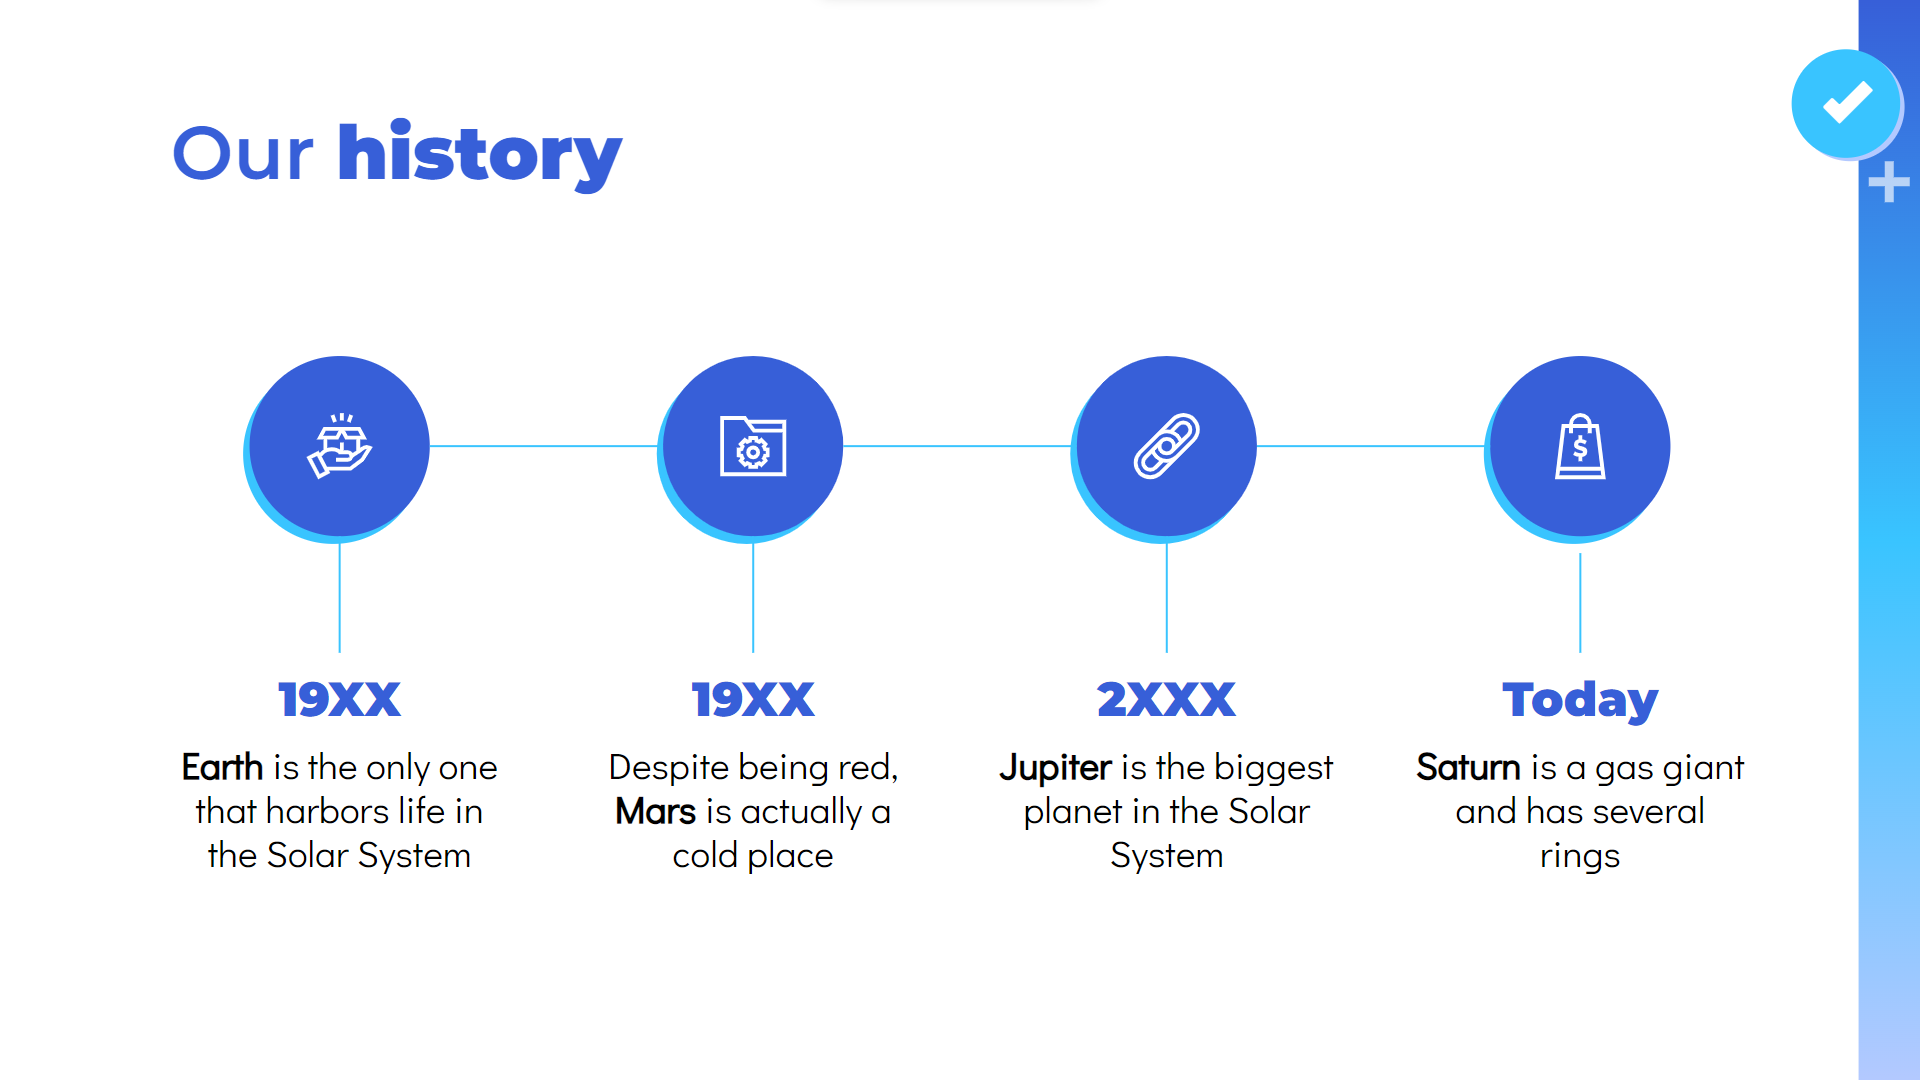 Our history
$
19XX
Earth is the only one
that harbors life in
the Solar System
19XX
Despite being red,
Mars is actually a
cold place
2XXX
Jupiter is the biggest
planet in the Solar
System
Today
Saturn is a gas giant
and has several
rings